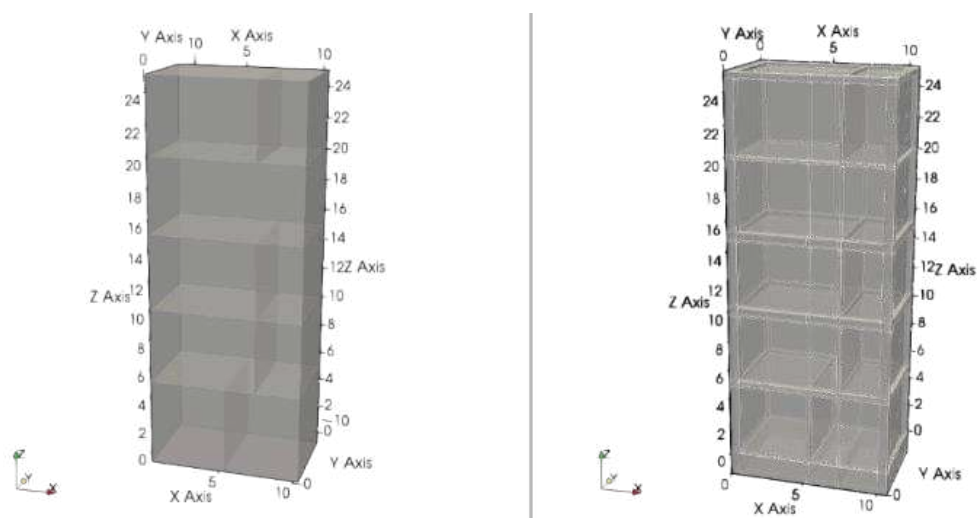 Y Axis 10 X Axis 10
0 5
24 24
22 22
20 20
18 18
16 16
14 14
Z Axis 12 12 Z Axis
10 10
8 8
6 6
4 4
2 2
10
0 0
Y Axis
5
10 0
X Axis
Y
X
Y Axis 0 X Axis
0 5 10
24 24
22 22
20 20
18 18
16 16
14 14
12 12 Z Axis
Z Axis
10 10
8 8
6 6
4 4
2 2
0 0
Y Axis
5
10 0
X Axis
Y
X